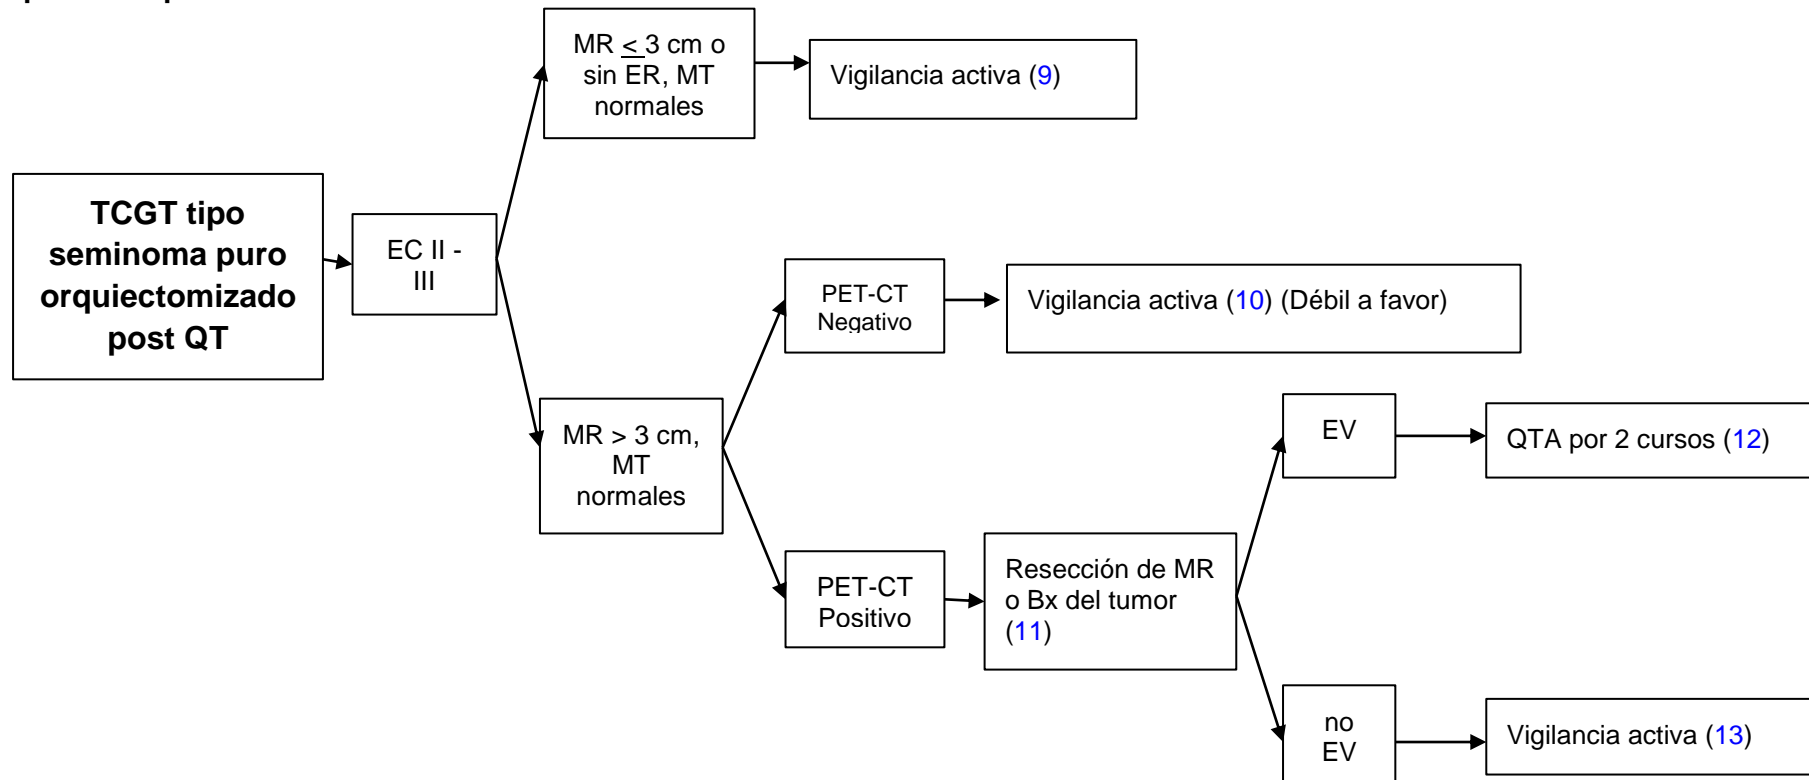 MR < 3 cm o
sin ER, MT
normales
Vigilancia activa (9)
TCGT tipo
seminoma puro
orquiectomizado
post QT
EC II -
III
PET-CT
Negativo
Vigilancia activa (10) (Débil a favor)
MR > 3 cm,
MT
normales
EV
QTA por 2 cursos (12)
PET-CT
Positivo
Resección de MR
o Bx del tumor
(11)
no
EV
Vigilancia activa (13)